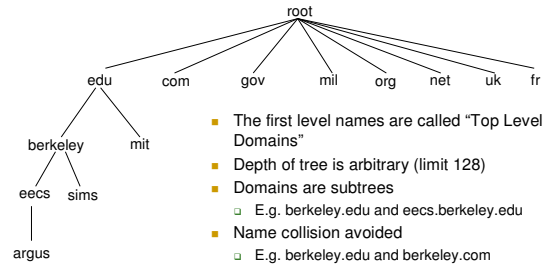 root
edu com gov mil org net uk fr
berkeley mit
eecs sims
argus
The first level names are called “Top Level
Domains”
Depth of tree is arbitrary (limit 128)
Domains are subtrees
E.g. berkeley.edu and eecs.berkeley.edu
Name collision avoided
E.g. berkeley.edu and berkeley.com